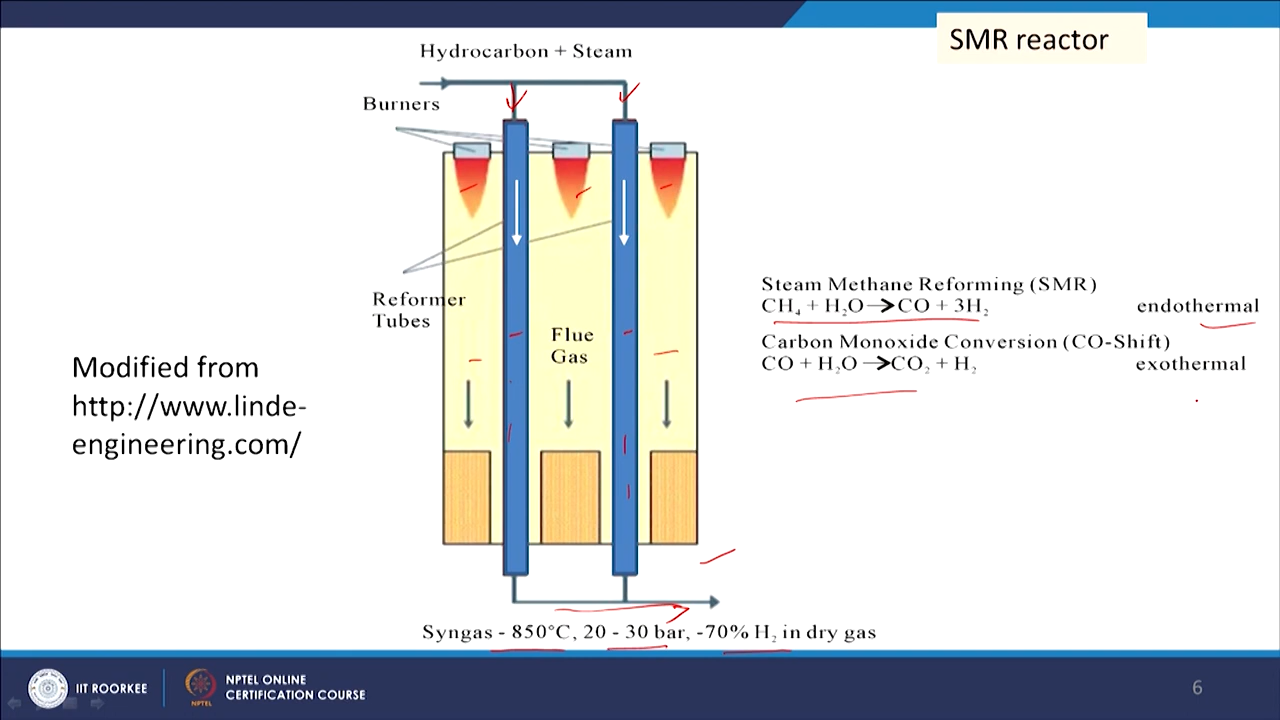 SMR reactor
Hydrocarbon + Steam
Burners
Reformer
Tubes
Flue
Gas
Steam Methane Reforming (SMR)
CH₄ + H₂O → CO + 3H₂ endothermal
Carbon Monoxide Conversion (CO-Shift)
CO + H₂O → CO₂ + H₂ exothermal
Modified from
http://www.linde-
engineering.com/
Syngas - 850°C, 20 - 30 bar, -70% H₂ in dry gas
IIT ROORKEE
NPTEL
NPTEL ONLINE
CERTIFICATION COURSE
6